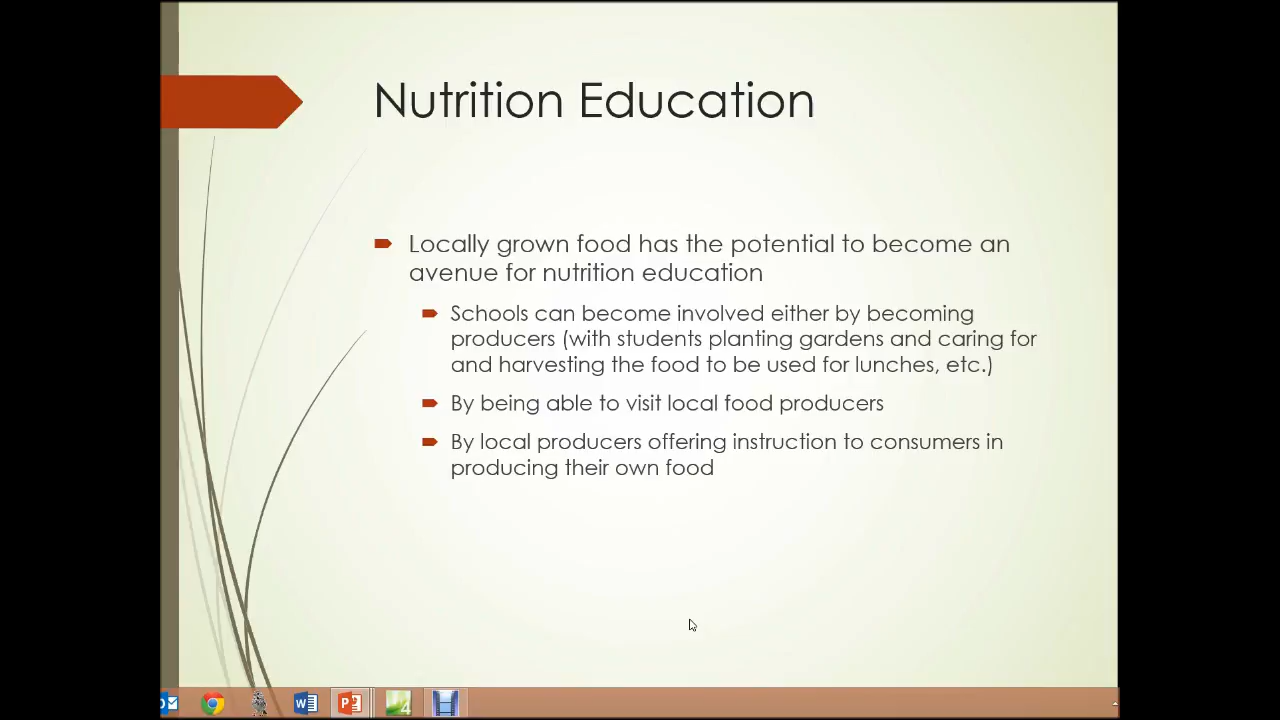 Nutrition Education
Locally grown food has the potential to become an
avenue for nutrition education
Schools can become involved either by becoming
producers (with students planting gardens and caring for
and harvesting the food to be used for lunches, etc.)
By being able to visit local food producers
By local producers offering instruction to consumers in
producing their own food